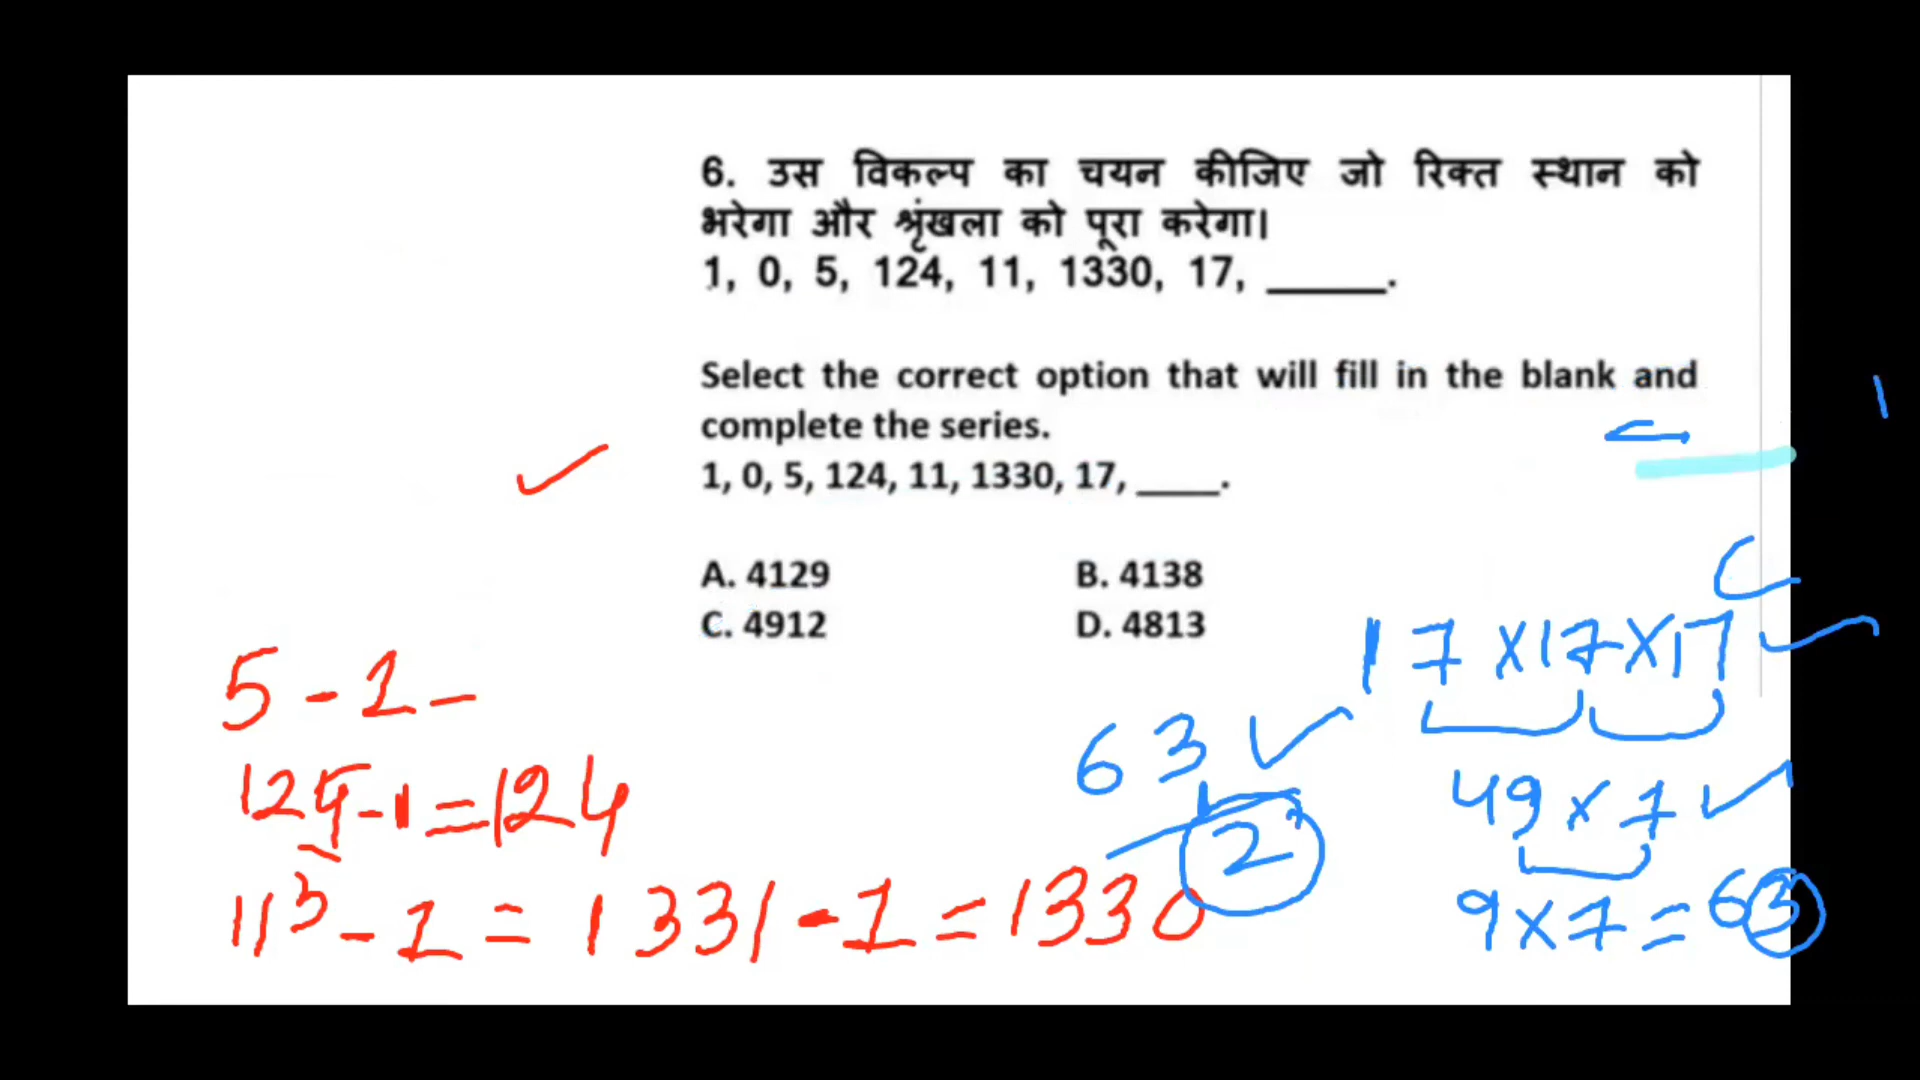 6. उस विकल्प का चयन कीजिए जो रिक्त स्थान को
भरेगा और श्रृंखला को पूरा करेगा।
1, 0, 5, 124, 11, 1330, 17, ______.
Select the correct option that will fill in the blank and
complete the series.
1, 0, 5, 124, 11, 1330, 17, ____.
A. 4129 B. 4138
C. 4912 D. 4813
C
17 x 17 x 17
5 - 1 -
63
49 x 7
125 - 1 = 124
2
9 x 7 = 63
11³ - 1 = 1331 - 1 = 1330